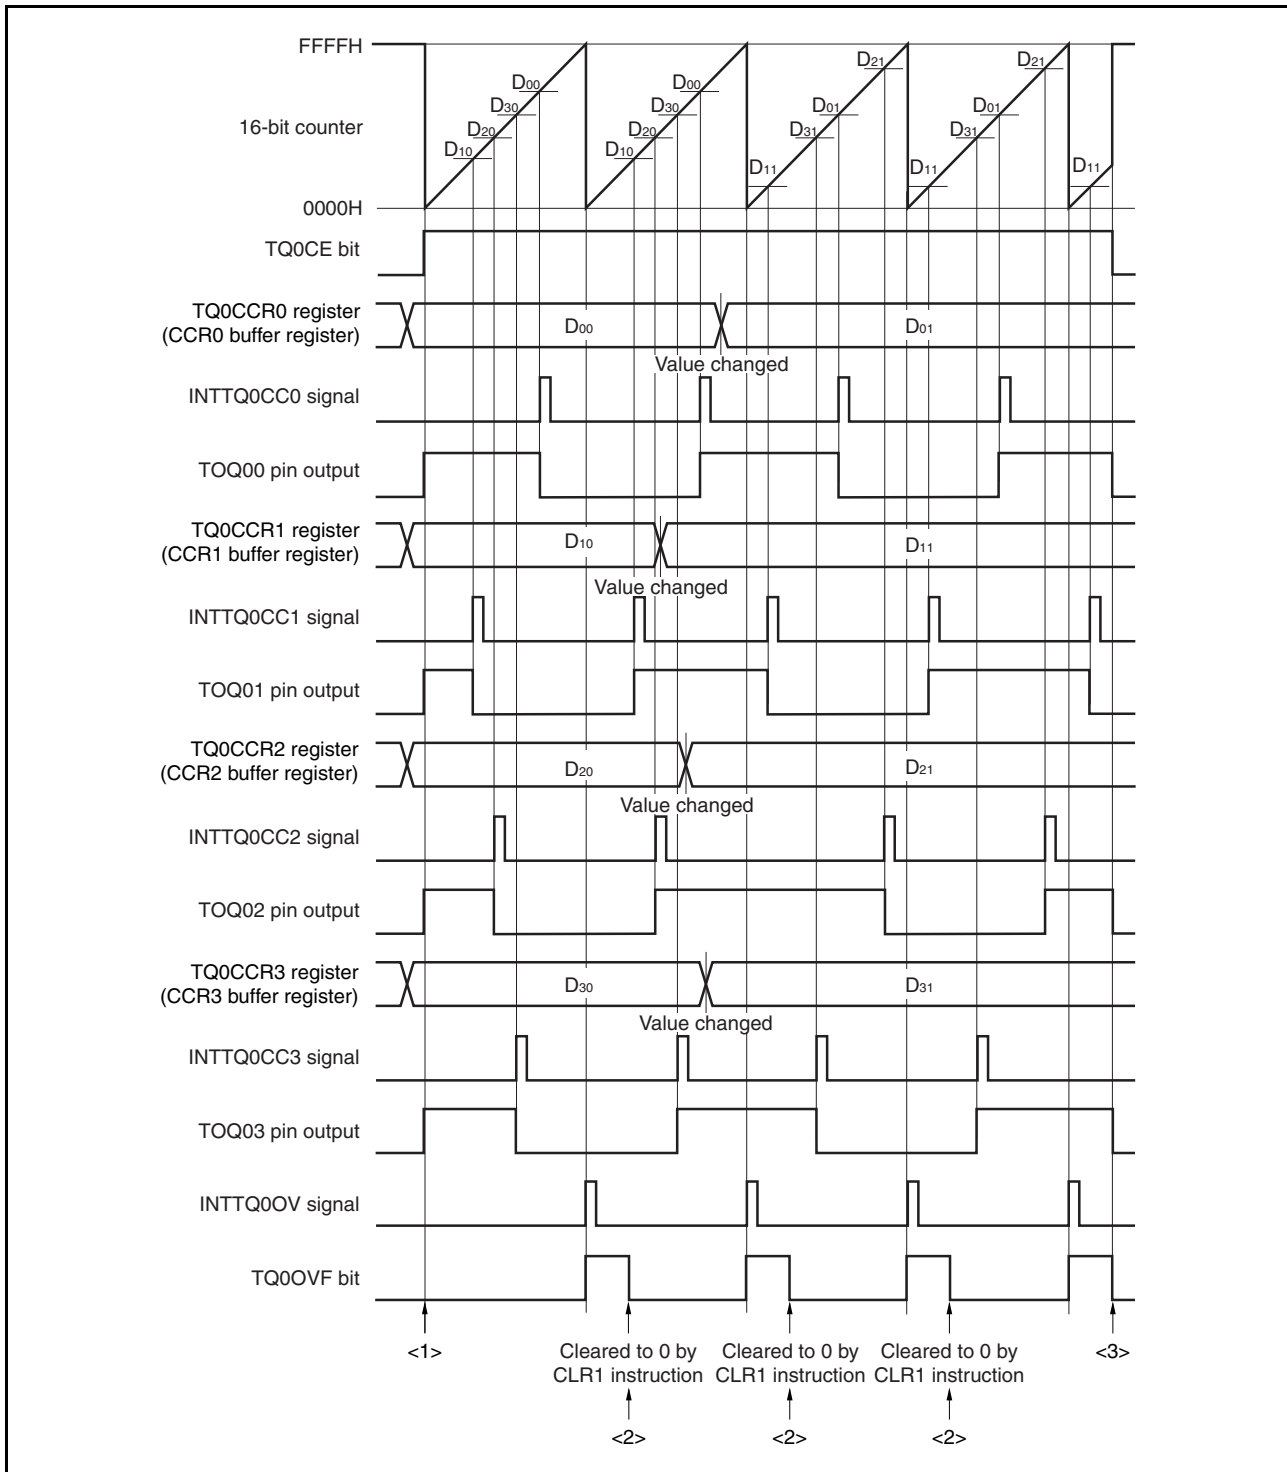 FFFFH
16-bit counter
0000H
D10
D20
D30
D00
D10
D20
D30
D00
D11
D31
D01
D21
D11
D31
D01
D21
D11
TQ0CE bit
TQ0CCR0 register
(CCR0 buffer register)
D00
D01
Value changed
INTTQ0CC0 signal
TOQ00 pin output
TQ0CCR1 register
(CCR1 buffer register)
D10
D11
Value changed
INTTQ0CC1 signal
TOQ01 pin output
TQ0CCR2 register
(CCR2 buffer register)
D20
D21
Value changed
INTTQ0CC2 signal
TOQ02 pin output
TQ0CCR3 register
(CCR3 buffer register)
D30
D31
Value changed
INTTQ0CC3 signal
TOQ03 pin output
INTTQ0OV signal
TQ0OVF bit
<1>
Cleared to 0 by
CLR1 instruction
<2>
Cleared to 0 by
CLR1 instruction
<2>
Cleared to 0 by
CLR1 instruction
<2>
<3>